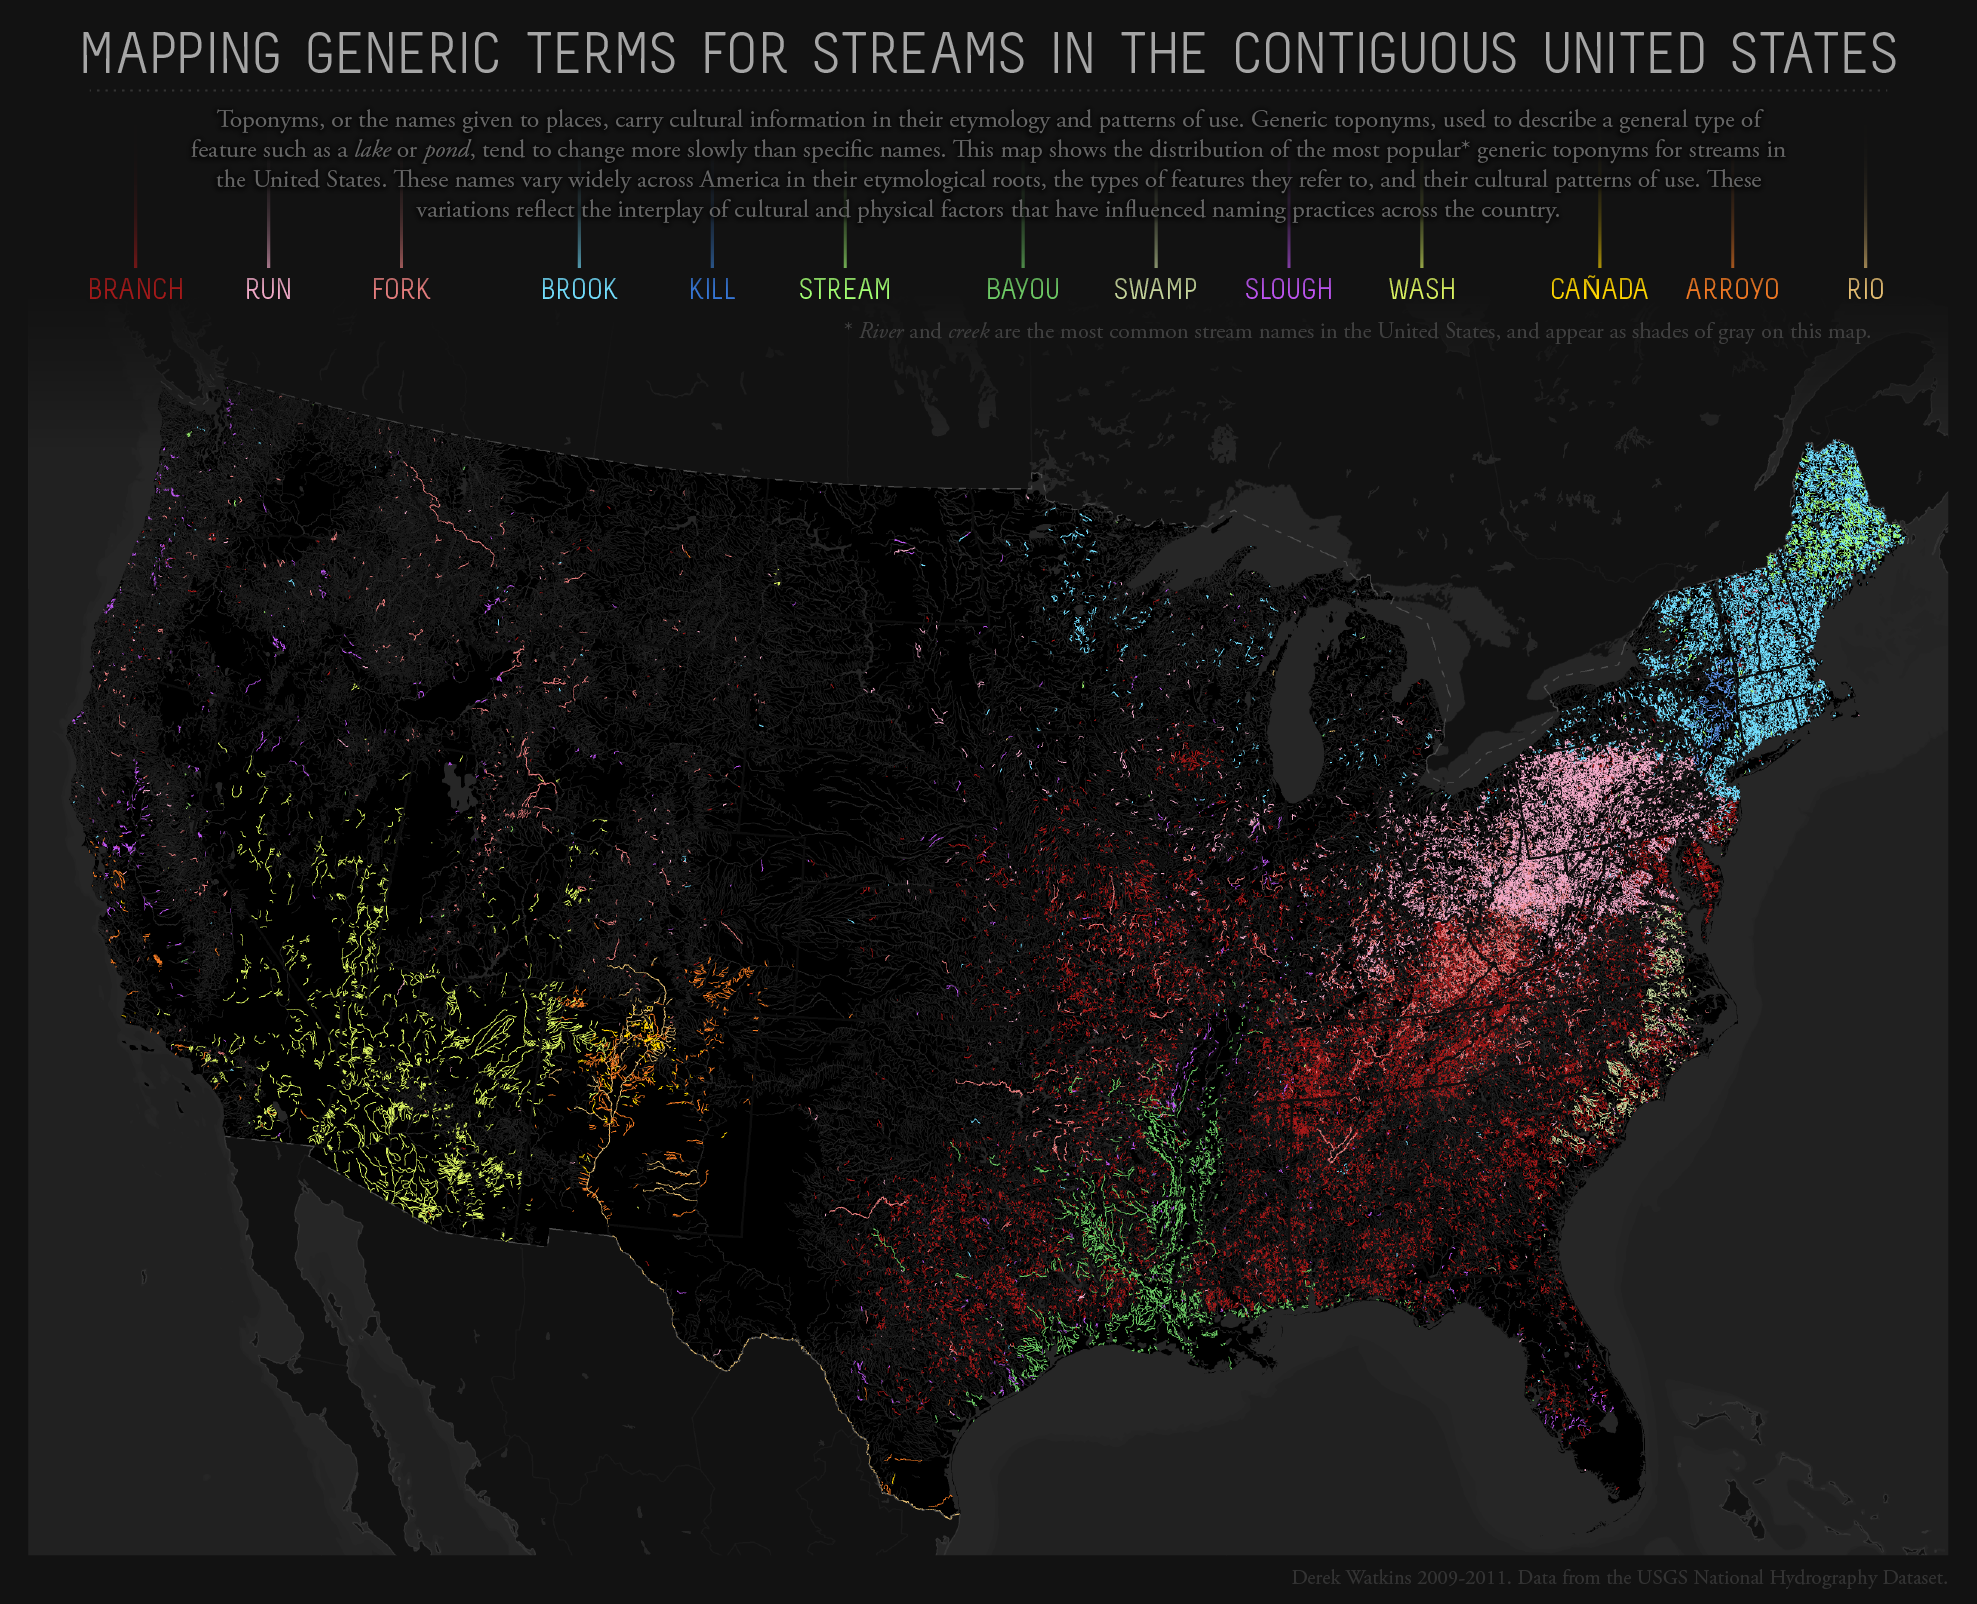 MAPPING GENERIC TERMS FOR STREAMS IN THE CONTIGUOUS UNITED STATES
Toponyms, or the names given to places, carry cultural information in their etymology and patterns of use. Generic toponyms, used to describe a general type of
feature such as a lake or pond, tend to change more slowly than specific names. This map shows the distribution of the most popular* generic toponyms for streams in
the United States. These names vary widely across America in their etymological roots, the types of features they refer to, and their cultural patterns of use. These
variations reflect the interplay of cultural and physical factors that have influenced naming practices across the country.
BRANCH RUN FORK BROOK KILL STREAM BAYOU SWAMP SLOUGH WASH CAÑADA ARROYO RIO
* River and creek are the most common stream names in the United States, and appear as shades of gray on this map.
Derek Watkins 2009-2011. Data from the USGS National Hydrography Dataset.